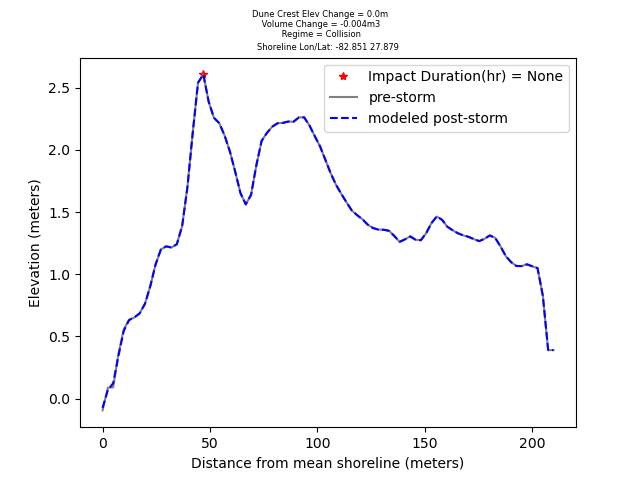 Dune Crest Elev Change = 0.0m
Volume Change = -0.004m3
Regime = Collision
Shoreline Lon/Lat: -82.851 27.879
Impact Duration(hr) = None
pre-storm
modeled post-storm
Elevation (meters)
2.5
2.0
1.5
1.0
0.5
0.0
0 50 100 150 200
Distance from mean shoreline (meters)